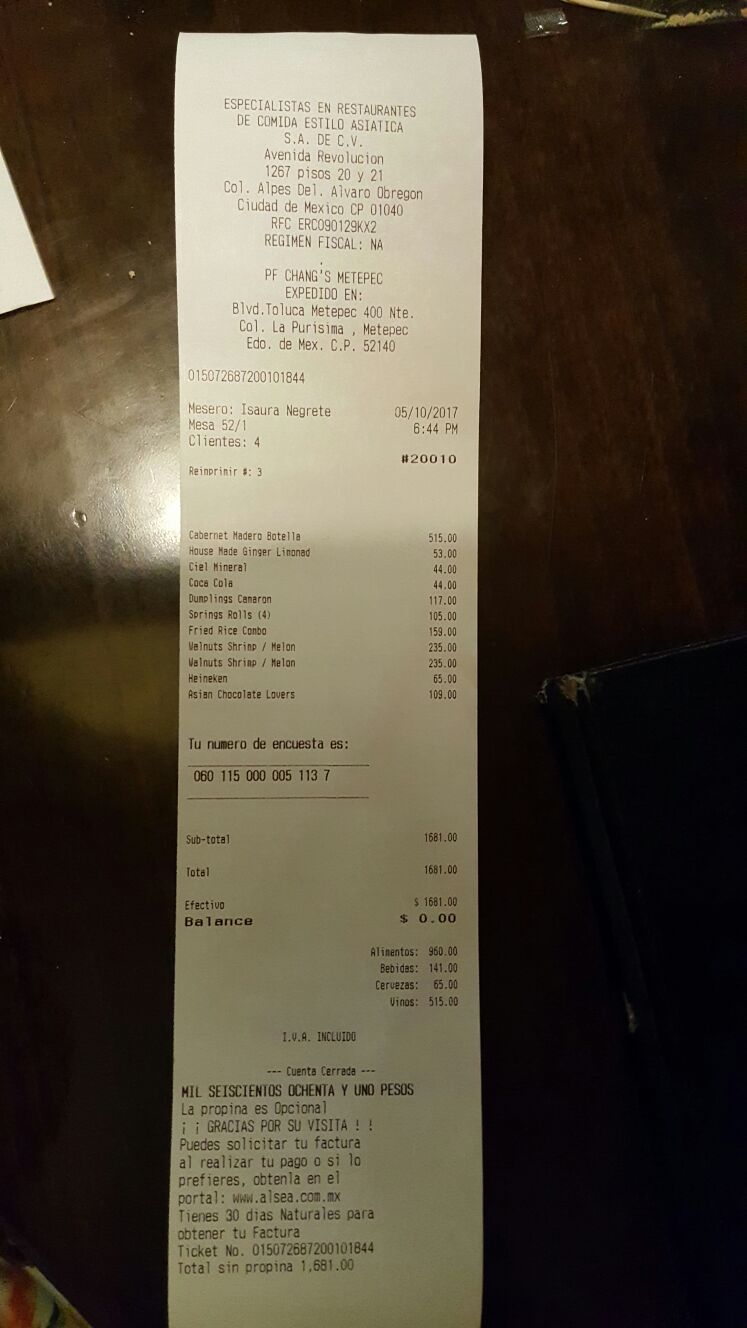 ESPECIALISTAS EN RESTAURANTES
DE COMIDA ESTILO ASIATICA
S.A. DE C.V.
Avenida Revolucion
1267 pisos 20 y 21
Col. Alpes Del. Alvaro Obregon
Ciudad de Mexico CP 01040
RFC ERC090129KX2
REGIMEN FISCAL: NA
.
PF CHANG'S METEPEC
EXPEDIDO EN:
Blvd.Toluca Metepec 400 Nte.
Col. La Purisima , Metepec
Edo. de Mex. C.P. 52140
015072687200101844
Mesero: Isaura Negrete 05/10/2017
Mesa 52/1 6:44 PM
Clientes: 4
#20010
Reimprimir #: 3
Cabernet Madero Botella 515.00
House Made Ginger Limonad 53.00
Ciel Mineral 44.00
Coca Cola 44.00
Dumplings Camaron 117.00
Springs Rolls (4) 105.00
Fried Rice Combo 159.00
Walnuts Shrimp / Melon 235.00
Walnuts Shrimp / Melon 235.00
Heineken 65.00
Asian Chocolate Lovers 109.00
Tu numero de encuesta es:
060 115 000 005 113 7
Sub-total 1681.00
Total 1681.00
Efectivo $ 1681.00
Balance $ 0.00
Alimentos: 960.00
Bebidas: 141.00
Cervezas: 65.00
Vinos: 515.00
I.V.A. INCLUIDO
--- Cuenta Cerrada ---
MIL SEISCIENTOS OCHENTA Y UNO PESOS
La propina es Opcional
¡ ¡ GRACIAS POR SU VISITA ! !
Puedes solicitar tu factura
al realizar tu pago o si lo
prefieres, obtenla en el
portal: www.alsea.com.mx
Tienes 30 dias Naturales para
obtener tu Factura
Ticket No. 015072687200101844
Total sin propina 1,681.00